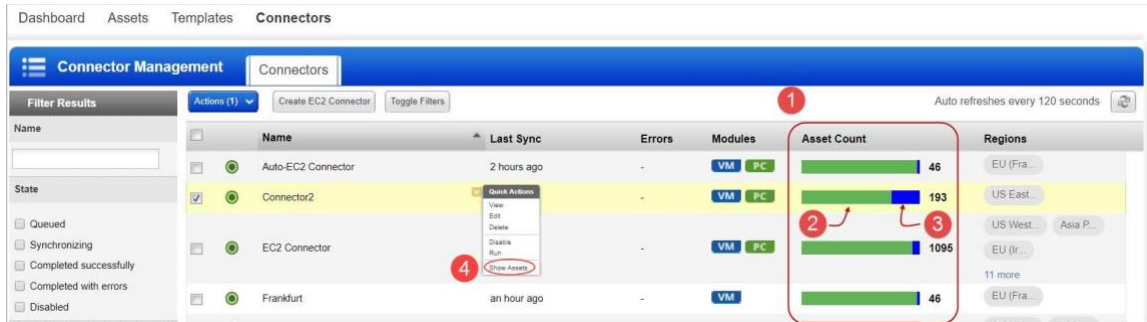 Dashboard Assets Templates Connectors
Connector Management Connectors
Filter Results
Actions (1) Create EC2 Connector Toggle Filters 1 Auto refreshes every 120 seconds
Name
Name Last Sync Errors Modules Asset Count Regions
Auto-EC2 Connector 2 hours ago - VM PC 46 EU (Fra...
State
Connector2 - VM PC 193 US East...
Quick Actions
View
Edit
Delete
Disable
Run
4 Show Assets
2 3
Queued
Synchronizing
Completed successfully
Completed with errors
Disabled
EC2 Connector - VM PC 1095 US West... Asia P...
EU (Ir...
11 more
Frankfurt an hour ago - VM 46 EU (Fra...